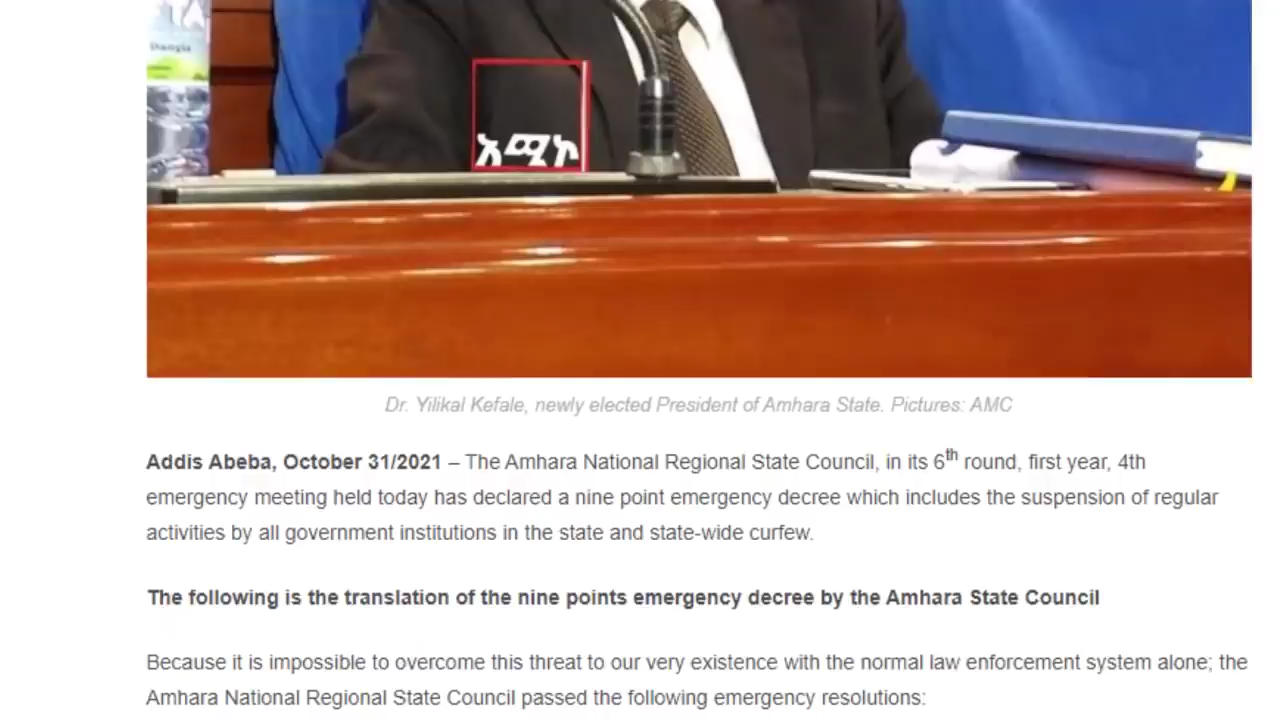 Dangla
አሚኮ
Dr. Yilikal Kefale, newly elected President of Amhara State. Pictures: AMC
Addis Abeba, October 31/2021 – The Amhara National Regional State Council, in its 6th round, first year, 4th
emergency meeting held today has declared a nine point emergency decree which includes the suspension of regular
activities by all government institutions in the state and state-wide curfew.
The following is the translation of the nine points emergency decree by the Amhara State Council
Because it is impossible to overcome this threat to our very existence with the normal law enforcement system alone; the
Amhara National Regional State Council passed the following emergency resolutions: